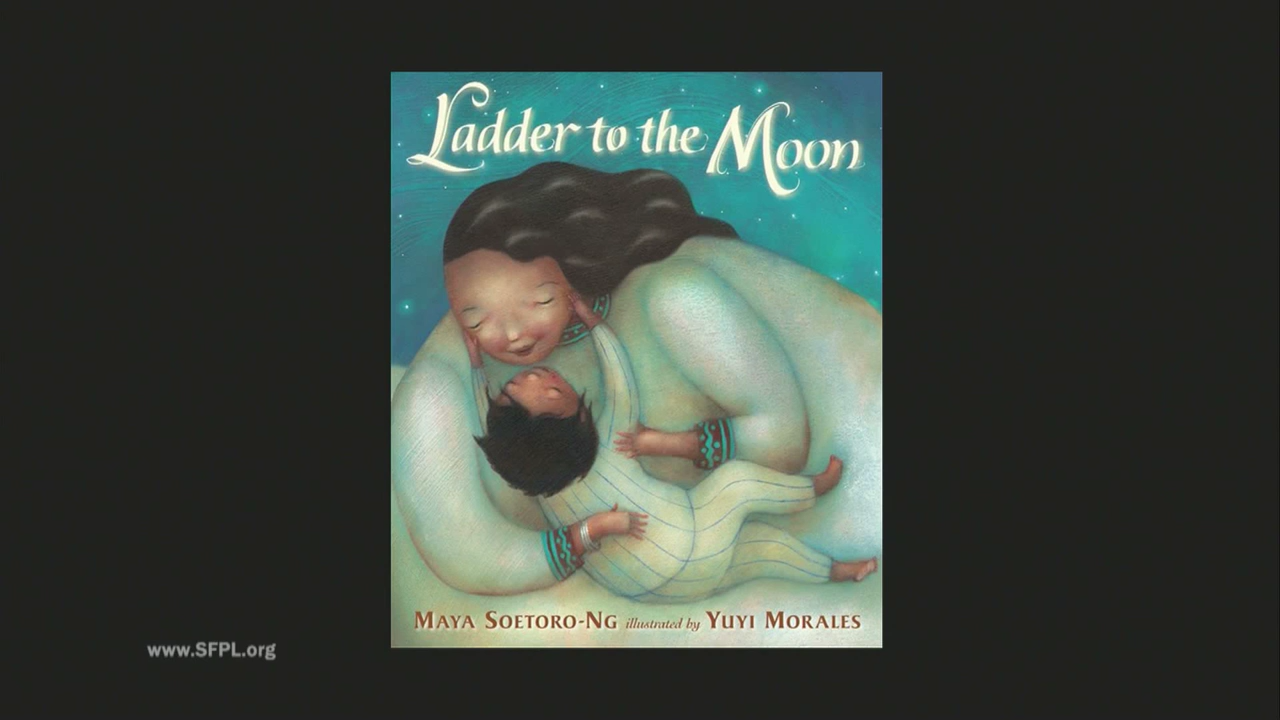 Ladder to the Moon
Maya Soetoro-Ng illustrated by Yuyi Morales
www.SFPL.org